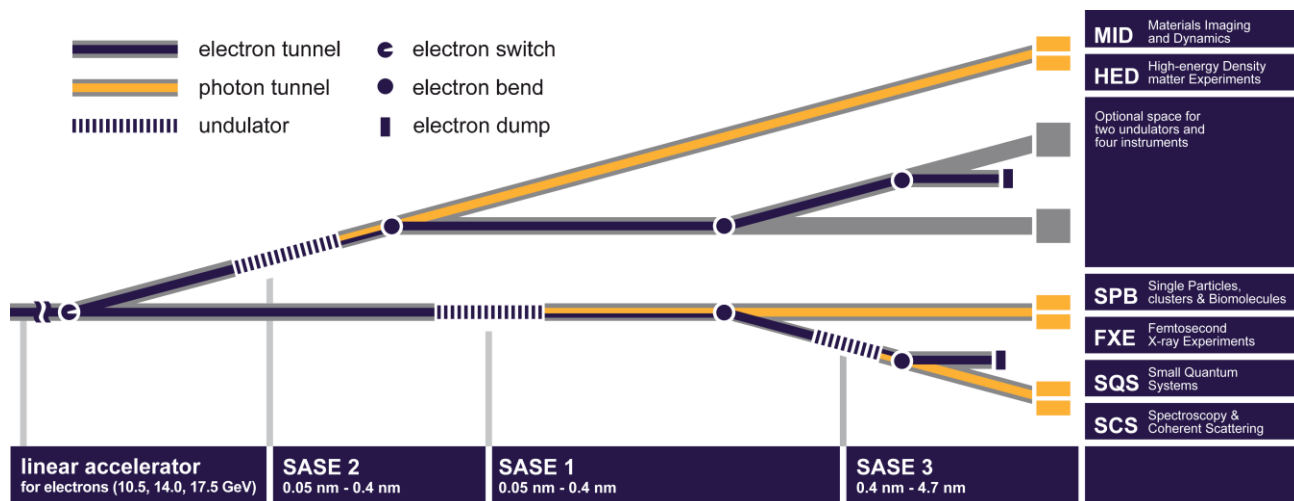 electron tunnel
electron switch
photon tunnel
electron bend
undulator
electron dump
MID Materials Imaging
and Dynamics
HED High-energy Density
matter Experiments
Optional space for
two undulators and
four instruments
SPB Single Particles,
clusters & Biomolecules
FXE Femtosecond
X-ray Experiments
SQS Small Quantum
Systems
SCS Spectroscopy &
Coherent Scattering
linear accelerator
for electrons (10.5, 14.0, 17.5 GeV)
SASE 2
0.05 nm - 0.4 nm
SASE 1
0.05 nm - 0.4 nm
SASE 3
0.4 nm - 4.7 nm